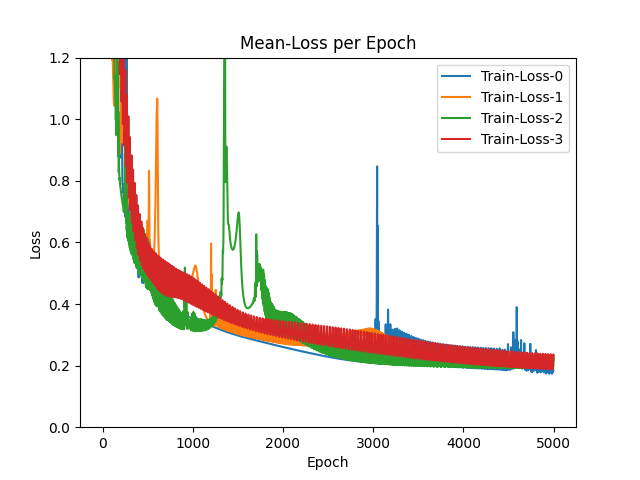 Mean-Loss per Epoch
Loss
1.2
1.0
0.8
0.6
0.4
0.2
0.0
Train-Loss-0
Train-Loss-1
Train-Loss-2
Train-Loss-3
0
1000
2000
3000
4000
5000
Epoch